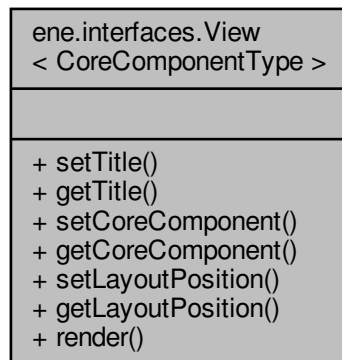 ene.interfaces.View
< CoreComponentType >
+ setTitle()
+ getTitle()
+ setCoreComponent()
+ getCoreComponent()
+ setLayoutPosition()
+ getLayoutPosition()
+ render()